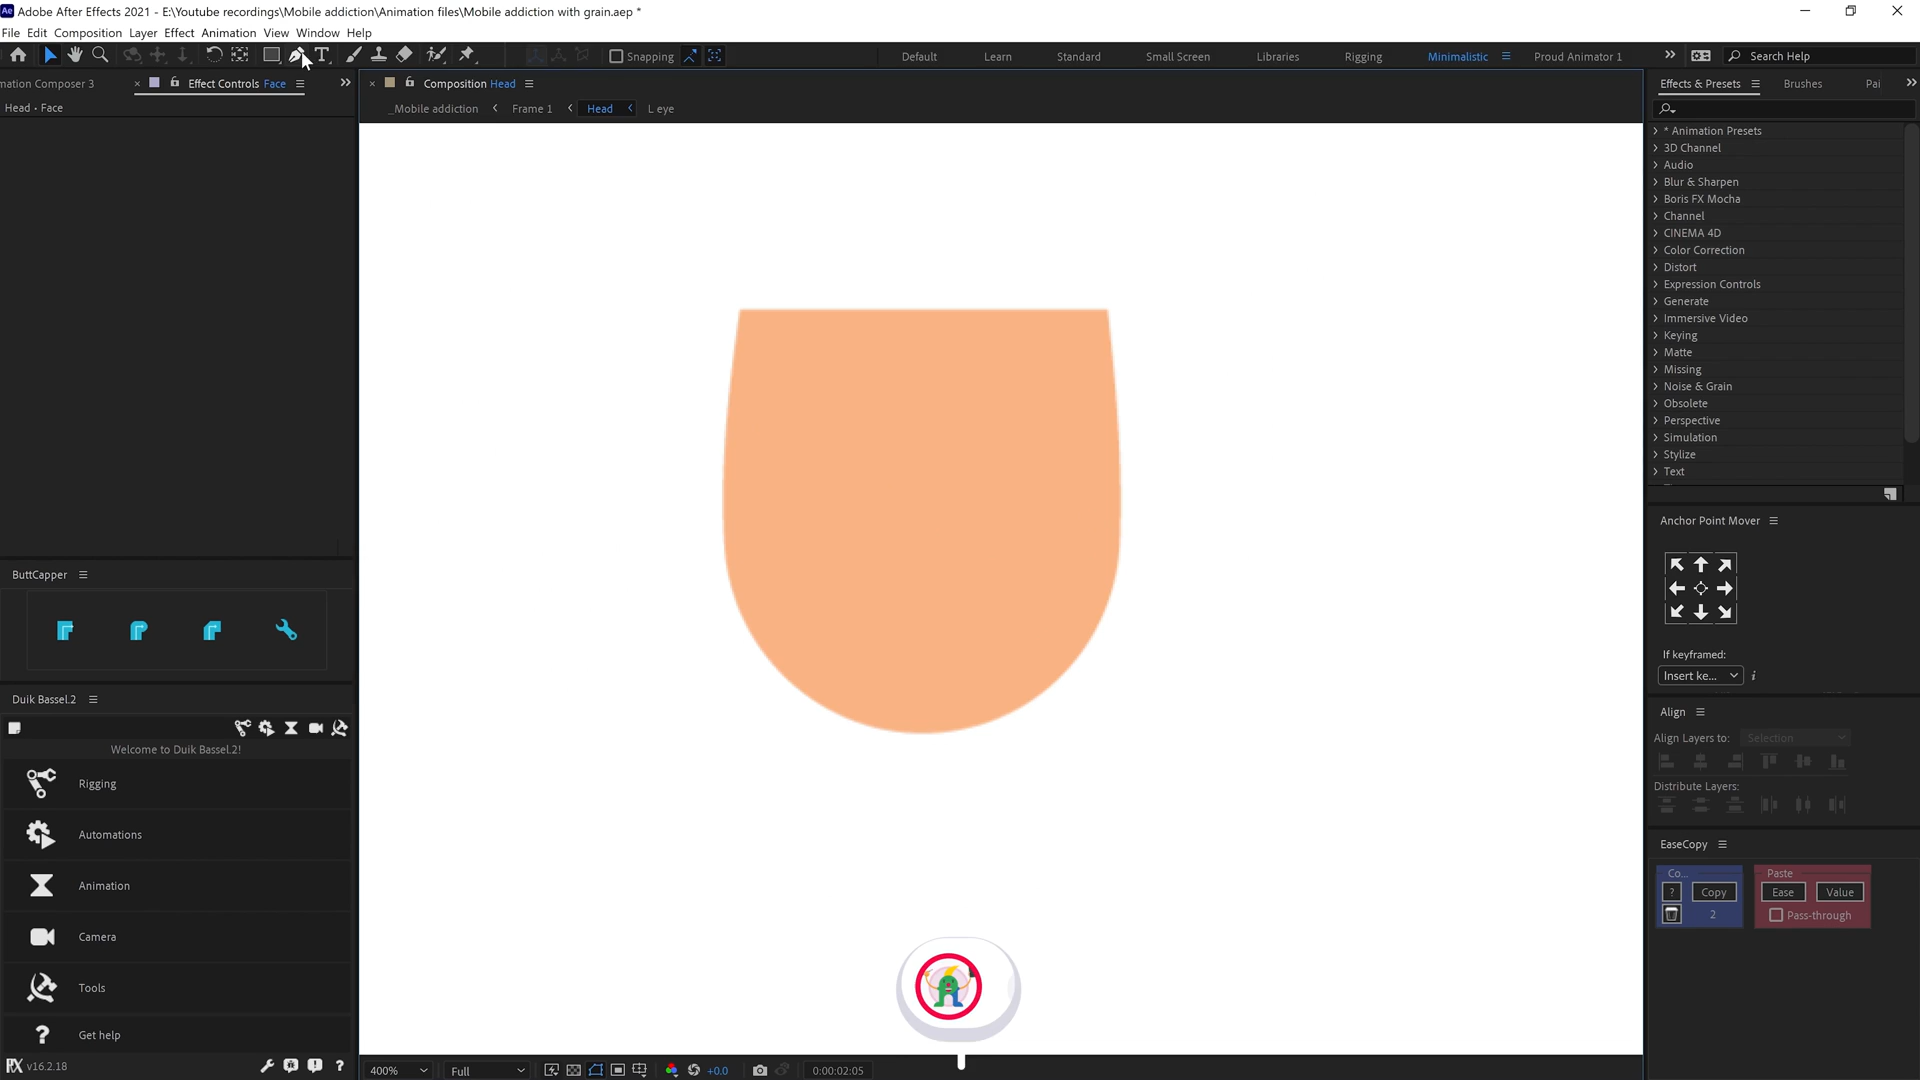 Ae Adobe After Effects 2021 - E:\Youtube recordings\Mobile addiction\Animation files\Mobile addiction with grain.aep *
File Edit Composition Layer Effect Animation View Window Help
Snapping
Default Learn Standard Small Screen Libraries Rigging Minimalistic Proud Animator 1 Search Help
mation Composer 3 × Effect Controls Face
× Composition Head
Effects & Presets Brushes Pai
Head • Face
_Mobile addiction Frame 1 Head L eye
* Animation Presets
3D Channel
Audio
Blur & Sharpen
Boris FX Mocha
Channel
CINEMA 4D
Color Correction
Distort
Expression Controls
Generate
Immersive Video
Keying
Matte
Missing
Noise & Grain
Obsolete
Perspective
Simulation
Stylize
Text
Anchor Point Mover
If keyframed:
Insert ke... i
Align
Align Layers to: Selection
Distribute Layers:
EaseCopy
Co... Paste
? Copy Ease Value
2 Pass-through
ButtCapper
Duik Bassel.2
Welcome to Duik Bassel.2!
Rigging
Automations
Animation
Camera
Tools
? Get help
RX v16.2.18 ?
400% Full +0.0 0:00:02:05